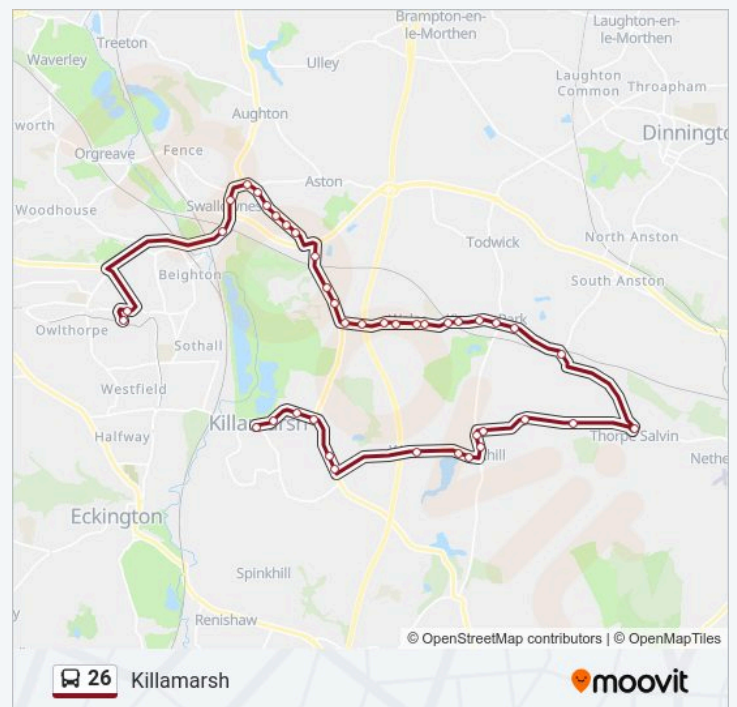 Brampton-en-
le-Morthen
Laughton-en-
le-Morthen
Treeton
Waverley
Ulley
Laughton
Common
Throapham
Aughton
worth
Dinningto
Orgreave
Fence
Aston
Woodhouse
North Anston
Todwick
Beighton
South Anston
Park
Owlthorpe
Sothall
Westfield
Killamarsh
Halfway
Thorpe Salvin
hill
Nethe
Eckington
Spinkhill
Renishaw
y
© OpenStreetMap contributors | © OpenMapTiles
26 Killamarsh
moovit